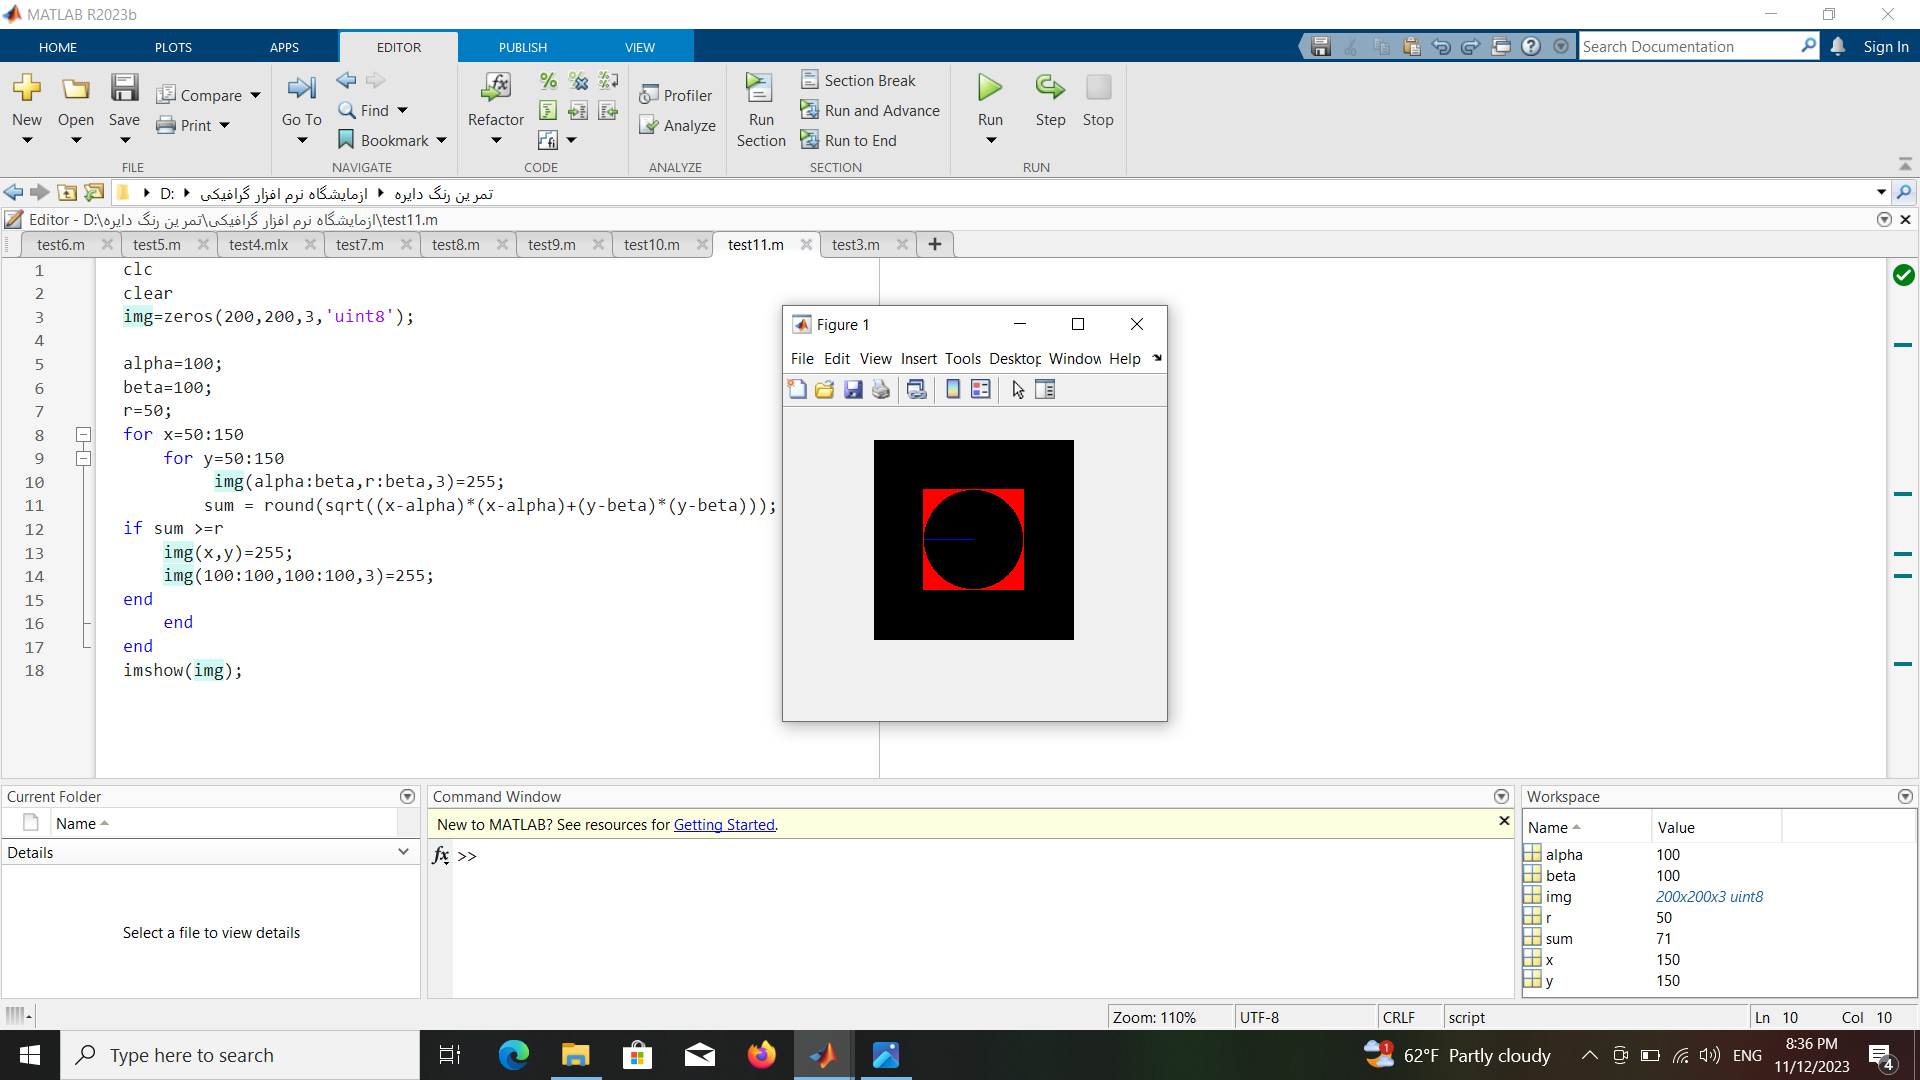 MATLAB R2023b
HOME PLOTS APPS EDITOR PUBLISH VIEW Search Documentation Sign In
New Open Save Compare Print
FILE
Go To Find Bookmark
NAVIGATE
Refactor
CODE
Profiler
Analyze
ANALYZE
Run Section Section Break
Run and Advance
Run to End
SECTION
Run Step Stop
RUN
D: ازمایشگاه نرم افزار گرافیکی تمرین رنگ دایره
Editor - D:\ازمایشگاه نرم افزار گرافیکی\تمرین رنگ دایره\test11.m
test6.m test5.m test4.mlx test7.m test8.m test9.m test10.m test11.m test3.m
1 clc
2 clear
3 img=zeros(200,200,3,'uint8');
4
5 alpha=100;
6 beta=100;
7 r=50;
8 for x=50:150
9 for y=50:150
10 img(alpha:beta,r:beta,3)=255;
11 sum = round(sqrt((x-alpha)*(x-alpha)+(y-beta)*(y-beta)));
12 if sum >=r
13 img(x,y)=255;
14 img(100:100,100:100,3)=255;
15 end
16 end
17 end
18 imshow(img);
Figure 1
File Edit View Insert Tools Desktop Window Help
Current Folder
Name
Details
Select a file to view details
Command Window
New to MATLAB? See resources for Getting Started.
fx >>
Workspace
Name Value
alpha 100
beta 100
img 200x200x3 uint8
r 50
sum 71
x 150
y 150
Zoom: 110% UTF-8 CRLF script Ln 10 Col 10
Type here to search
1 62°F Partly cloudy ENG 8:36 PM
11/12/2023 4